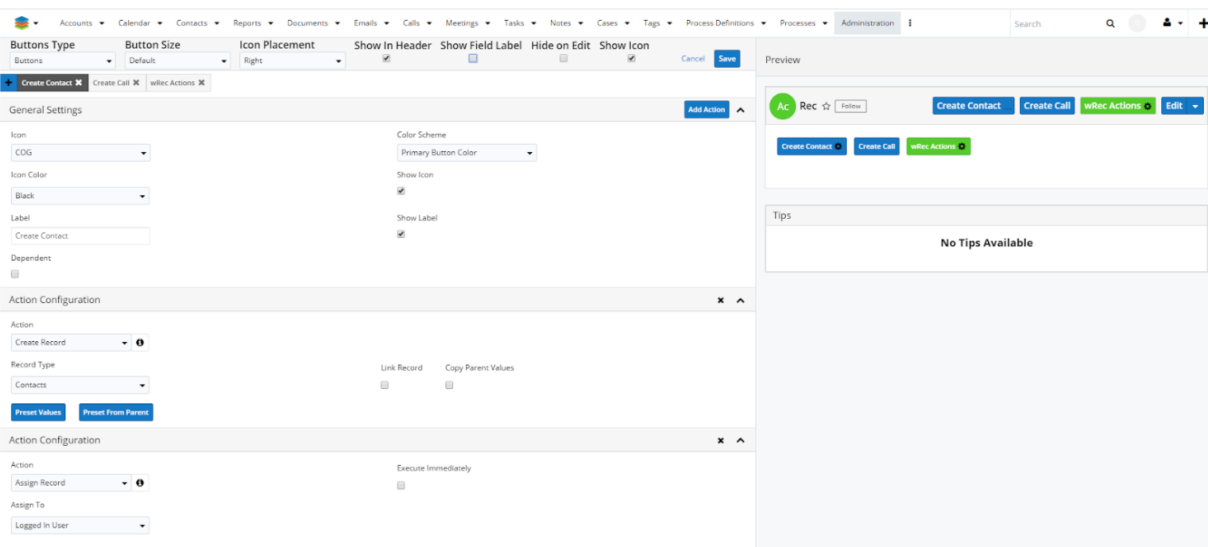 Accounts Calendar Contacts Reports Documents Emails Calls Meetings Tasks Notes Cases Tags Process Definitions Processes Administration Search
Buttons Type Button Size Icon Placement Show In Header Show Field Label Hide on Edit Show Icon
Buttons Default Right Cancel Save
Create Contact Create Call wRec Actions
General Settings Add Action
Icon Color Scheme
COG Primary Button Color
Icon Color Show Icon
Black
Label Show Label
Create Contact
Dependent
Action Configuration
Action
Create Record
Record Type Link Record Copy Parent Values
Contacts
Preset Values Preset From Parent
Action Configuration
Action Execute Immediately
Assign Record
Assign To
Logged In User
Preview
Ac Rec Follow Create Contact Create Call wRec Actions Edit
Create Contact Create Call wRec Actions
Tips
No Tips Available